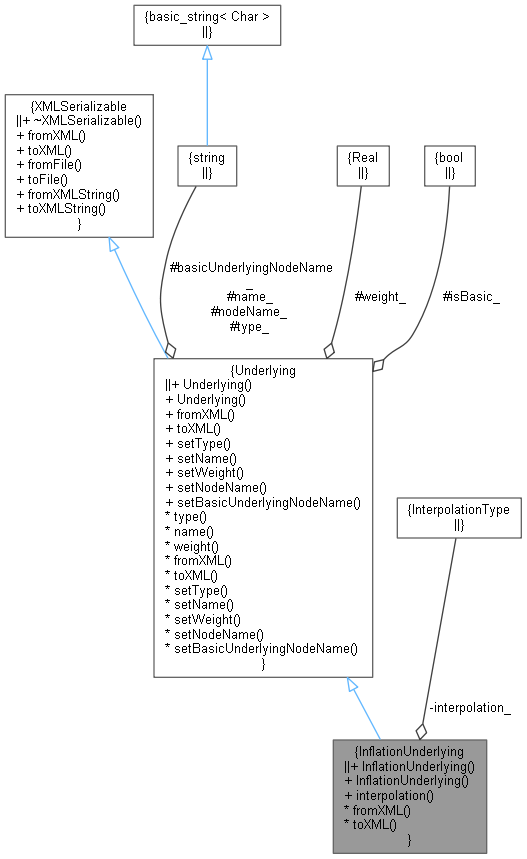 {basic_string< Char >
||}
{XMLSerializable
||+ ~XMLSerializable()
+ fromXML()
+ toXML()
+ fromFile()
+ toFile()
+ fromXMLString()
+ toXMLString()
}
{string
||}
{Real
||}
{bool
||}
#basicUnderlyingNodeName
_
#name_
#nodeName_
#type_
#weight_
#isBasic_
{Underlying
||+ Underlying()
+ Underlying()
+ fromXML()
+ toXML()
+ setType()
+ setName()
+ setWeight()
+ setNodeName()
+ setBasicUnderlyingNodeName()
* type()
* name()
* weight()
* fromXML()
* toXML()
* setType()
* setName()
* setWeight()
* setNodeName()
* setBasicUnderlyingNodeName()
}
{InterpolationType
||}
-interpolation_
{InflationUnderlying
||+ InflationUnderlying()
+ InflationUnderlying()
+ interpolation()
* fromXML()
* toXML()
}